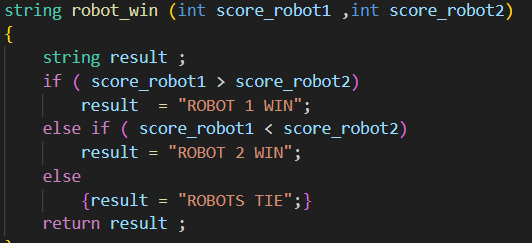 string robot_win (int score_robot1 ,int score_robot2)
{
    string result ;
    if ( score_robot1 > score_robot2)
        result  = "ROBOT 1 WIN";
    else if ( score_robot1 < score_robot2)
        result = "ROBOT 2 WIN";
    else
        {result = "ROBOTS TIE";}
    return result ;